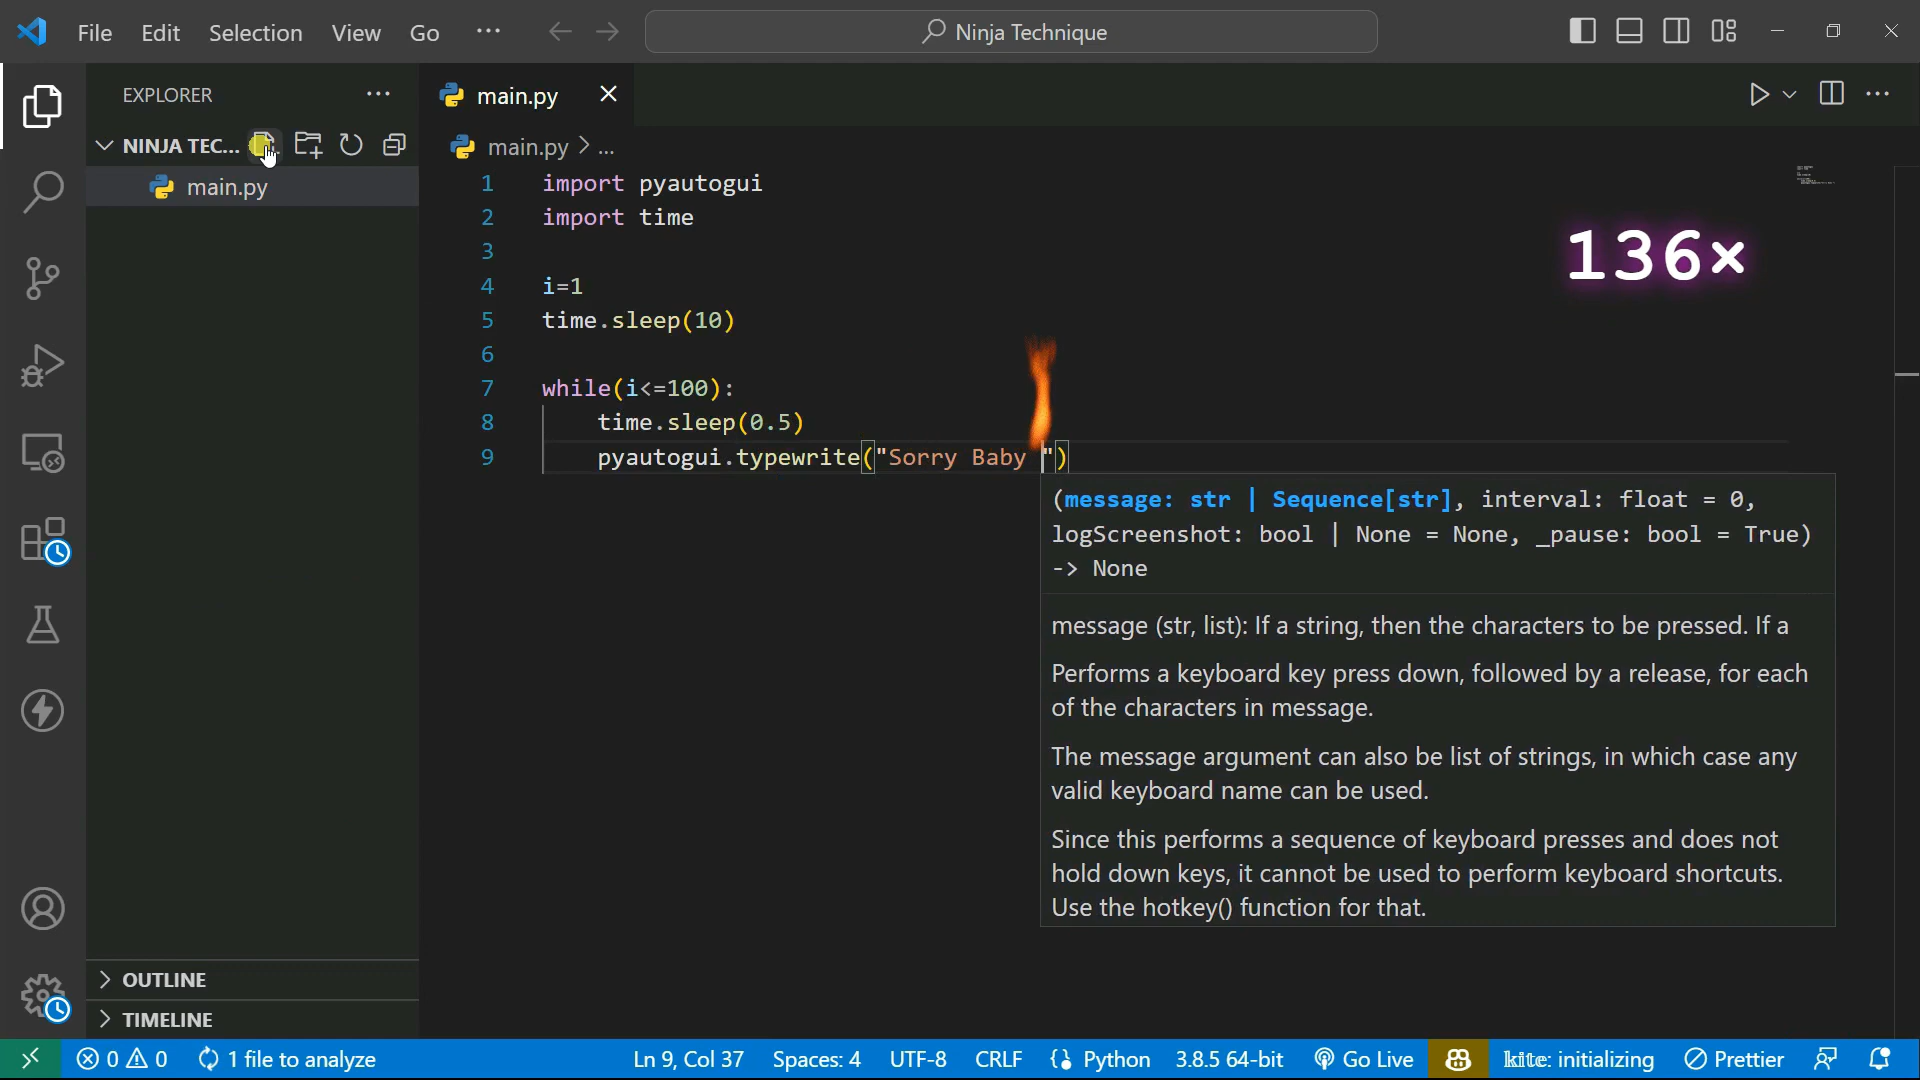 File Edit Selection View Go ··· Ninja Technique
EXPLORER ···
NINJA TEC...
main.py
main.py
main.py > ...
136×
1 import pyautogui
2 import time
3
4 i=1
5 time.sleep(10)
6
7 while(i<=100):
8 time.sleep(0.5)
9 pyautogui.typewrite("Sorry Baby ")
(message: str | Sequence[str], interval: float = 0,
logScreenshot: bool | None = None, _pause: bool = True)
-> None
message (str, list): If a string, then the characters to be pressed. If a
Performs a keyboard key press down, followed by a release, for each
of the characters in message.
The message argument can also be list of strings, in which case any
valid keyboard name can be used.
Since this performs a sequence of keyboard presses and does not
hold down keys, it cannot be used to perform keyboard shortcuts.
Use the hotkey() function for that.
OUTLINE
TIMELINE
0 0 1 file to analyze Ln 9, Col 37 Spaces: 4 UTF-8 CRLF {} Python 3.8.5 64-bit Go Live kite: initializing Prettier